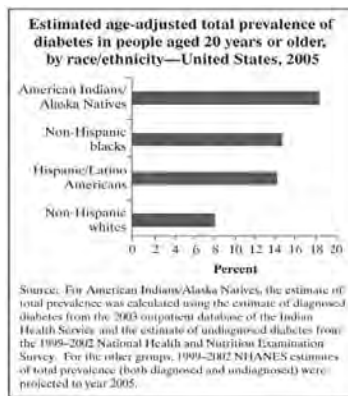 Estimated age-adjusted total prevalence of
diabetes in people aged 20 years or older,
by race/ethnicity—United States, 2005
American Indians/
Alaska Natives
Non-Hispanic
blacks
Hispanic/Latino
Americans
Non-Hispanic
whites
0 2 4 6 8 10 12 14 16 18 20
Percent
Source: For American Indians/Alaska Natives, the estimate of
total prevalence was calculated using the estimate of diagnosed
diabetes from the 2003 outpatient database of the Indian
Health Service and the estimate of undiagnosed diabetes from
the 1999–2002 National Health and Nutrition Examination
Survey. For the other groups, 1999–2002 NHANES estimates
of total prevalence (both diagnosed and undiagnosed) were
projected to year 2005.